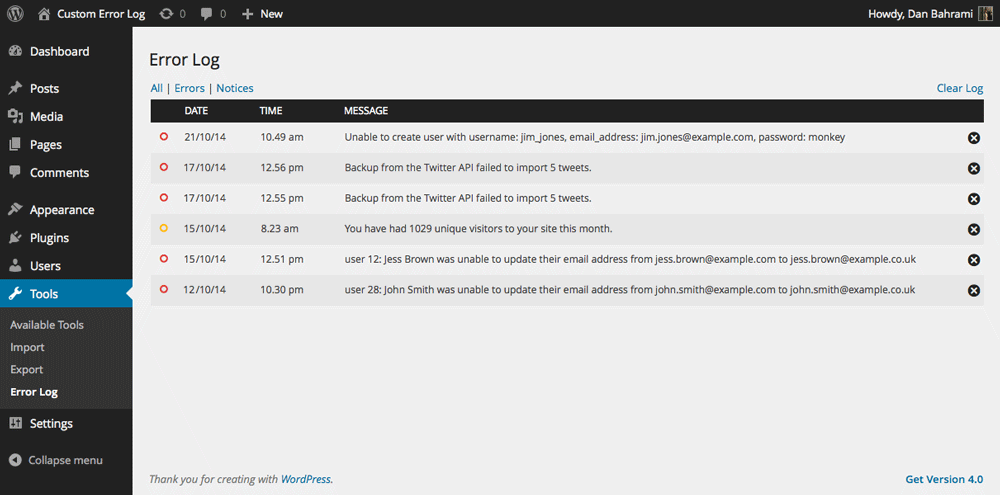 Custom Error Log 0 0 New Howdy, Dan Bahrami
Dashboard
Posts
Media
Pages
Comments
Appearance
Plugins
Users
Tools
Available Tools
Import
Export
Error Log
Settings
Collapse menu
Error Log
All | Errors | Notices Clear Log
DATE TIME MESSAGE
21/10/14 10.49 am Unable to create user with username: jim_jones, email_address: jim.jones@example.com, password: monkey
17/10/14 12.56 pm Backup from the Twitter API failed to import 5 tweets.
17/10/14 12.55 pm Backup from the Twitter API failed to import 5 tweets.
15/10/14 8.23 am You have had 1029 unique visitors to your site this month.
15/10/14 12.51 pm user 12: Jess Brown was unable to update their email address from jess.brown@example.com to jess.brown@example.co.uk
12/10/14 10.30 pm user 28: John Smith was unable to update their email address from john.smith@example.com to john.smith@example.co.uk
Thank you for creating with WordPress. Get Version 4.0